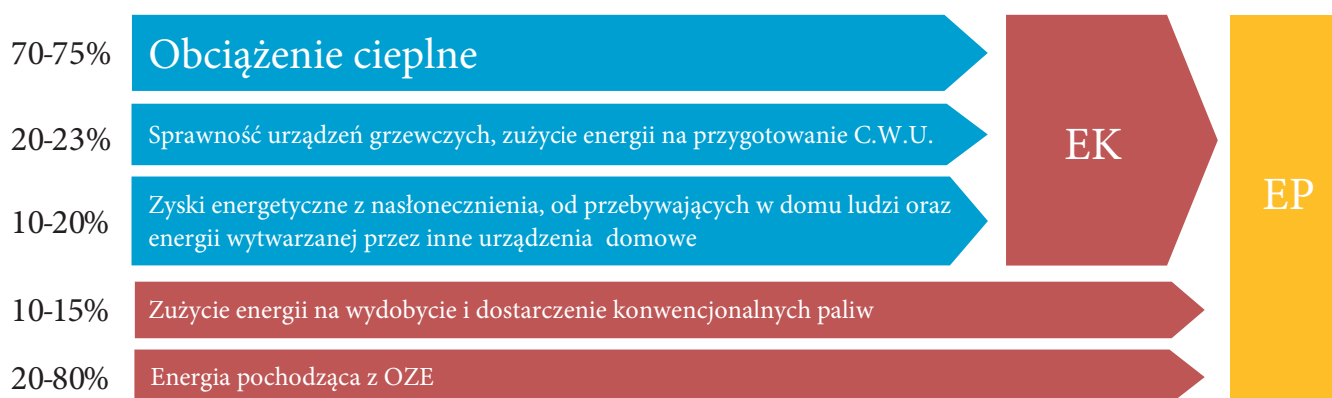 70-75%
Obciążenie cieplne
20-23%
Sprawność urządzeń grzewczych, zużycie energii na przygotowanie C.W.U.
EK
10-20%
Zyski energetyczne z nasłonecznienia, od przebywających w domu ludzi oraz
energii wytwarzanej przez inne urządzenia domowe
EP
10-15%
Zużycie energii na wydobycie i dostarczenie konwencjonalnych paliw
20-80%
Energia pochodząca z OZE